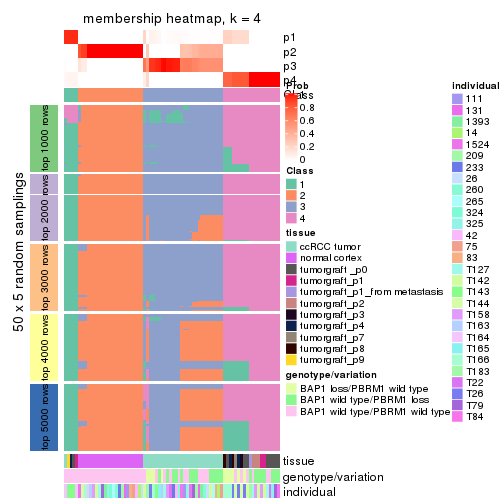 membership heatmap, k = 4
p1
p2
p3
p4
Class
50 x 5 random samplings
top 1000 rows
top 2000 rows
top 3000 rows
top 4000 rows
top 5000 rows
tissue
genotype/variation
individual
Prob
1
0.8
0.6
0.4
0.2
0
Class
1
2
3
4
tissue
ccRCC tumor
normal cortex
tumorgraft _p0
tumorgraft_p1
tumorgraft_p1_from metastasis
tumorgraft_p2
tumorgraft_p3
tumorgraft_p4
tumorgraft_p7
tumorgraft_p8
tumorgraft_p9
genotype/variation
BAP1 loss/PBRM1 wild type
BAP1 wild type/PBRM1 loss
BAP1 wild type/PBRM1 wild type
individual
111
131
1393
14
1524
209
233
26
260
265
324
325
42
75
83
T127
T142
T143
T144
T158
T163
T164
T165
T166
T183
T22
T26
T79
T84